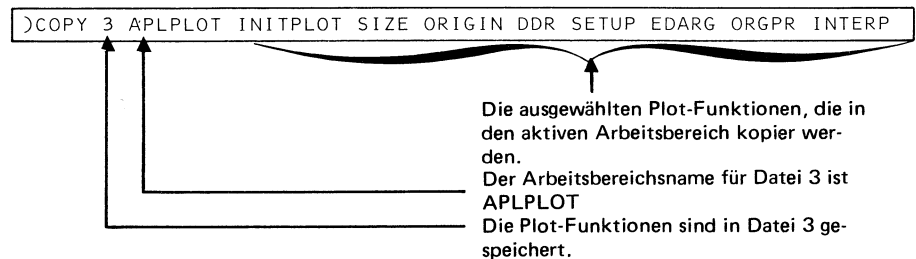 )COPY 3 APLPLOT INITPLOT SIZE ORIGIN DDR SETUP EDARG ORGPR INTERP
Die ausgewählten Plot-Funktionen, die in
den aktiven Arbeitsbereich kopier wer-
den.
Der Arbeitsbereichsname für Datei 3 ist
APLPLOT
Die Plot-Funktionen sind in Datei 3 ge-
speichert.